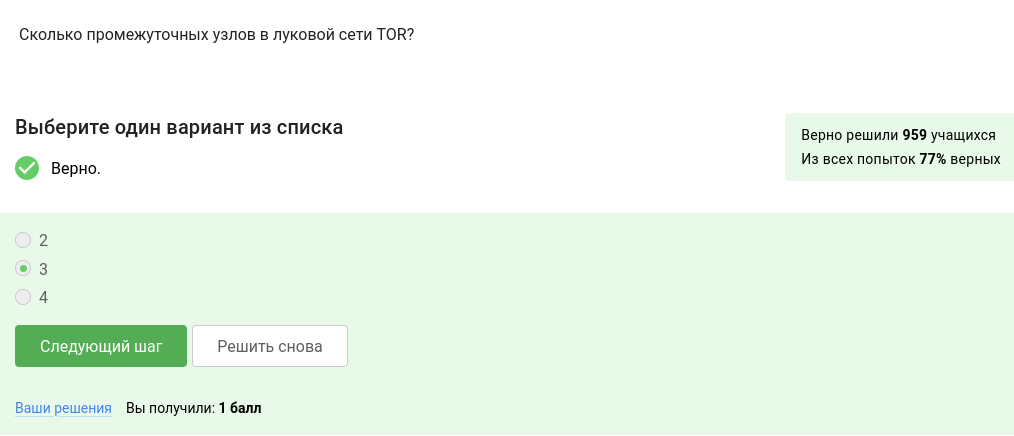 Сколько промежуточных узлов в луковой сети TOR?
Выберите один вариант из списка
Верно.
Верно решили 959 учащихся
Из всех попыток 77% верных
2
3
4
Следующий шаг
Решить снова
Ваши решения Вы получили: 1 балл